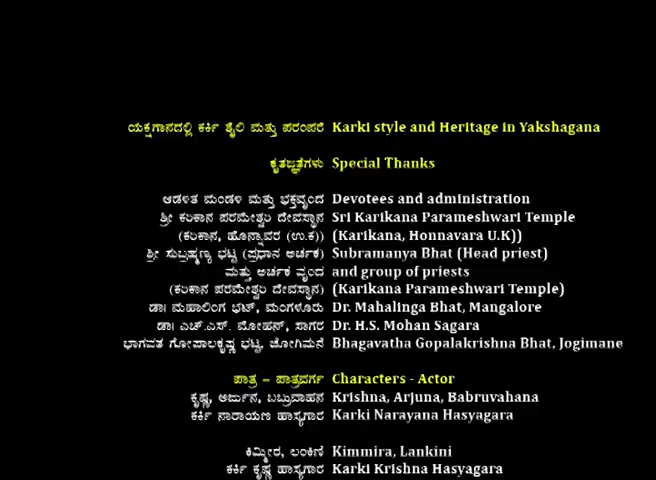 ಯಕ್ಷಗಾನದಲ್ಲಿ ಕರ್ಕಿ ಶೈಲಿ ಮತ್ತು ಪರಂಪರೆ Karki style and Heritage in Yakshagana
ಕೃತಜ್ಞತೆಗಳು Special Thanks
ಆಡಳಿತ ಮಂಡಳಿ ಮತ್ತು ಭಕ್ತವೃಂದ Devotees and administration
ಶ್ರೀ ಕರಿಕಾನ ಪರಮೇಶ್ವರಿ ದೇವಸ್ಥಾನ Sri Karikana Parameshwari Temple
(ಕರಿಕಾನ, ಹೊನ್ನಾವರ (ಉ.ಕ)) (Karikana, Honnavara U.K))
ಶ್ರೀ ಸುಬ್ರಹ್ಮಣ್ಯ ಭಟ್ಟ (ಪ್ರಧಾನ ಅರ್ಚಕ) Subramanya Bhat (Head priest)
ಮತ್ತು ಅರ್ಚಕ ವೃಂದ and group of priests
(ಕರಿಕಾನ ಪರಮೇಶ್ವರಿ ದೇವಸ್ಥಾನ) (Karikana Parameshwari Temple)
ಡಾ। ಮಹಾಲಿಂಗ ಭಟ್, ಮಂಗಳೂರು Dr. Mahalinga Bhat, Mangalore
ಡಾ। ಎಚ್.ಎಸ್. ಮೋಹನ್, ಸಾಗರ Dr. H.S. Mohan Sagara
ಭಾಗವತ ಗೋಪಾಲಕೃಷ್ಣ ಭಟ್ಟ, ಜೋಗಿಮನೆ Bhagavatha Gopalakrishna Bhat, Jogimane
ಪಾತ್ರ – ಪಾತ್ರವರ್ಗ Characters - Actor
ಕೃಷ್ಣ, ಅರ್ಜುನ, ಬಬ್ರುವಾಹನ Krishna, Arjuna, Babruvahana
ಕರ್ಕಿ ನಾರಾಯಣ ಹಾಸ್ಯಗಾರ Karki Narayana Hasyagara
ಕಿಮ್ಮೀರ, ಲಂಕಿಣಿ Kimmira, Lankini
ಕರ್ಕಿ ಕೃಷ್ಣ ಹಾಸ್ಯಗಾರ Karki Krishna Hasyagara